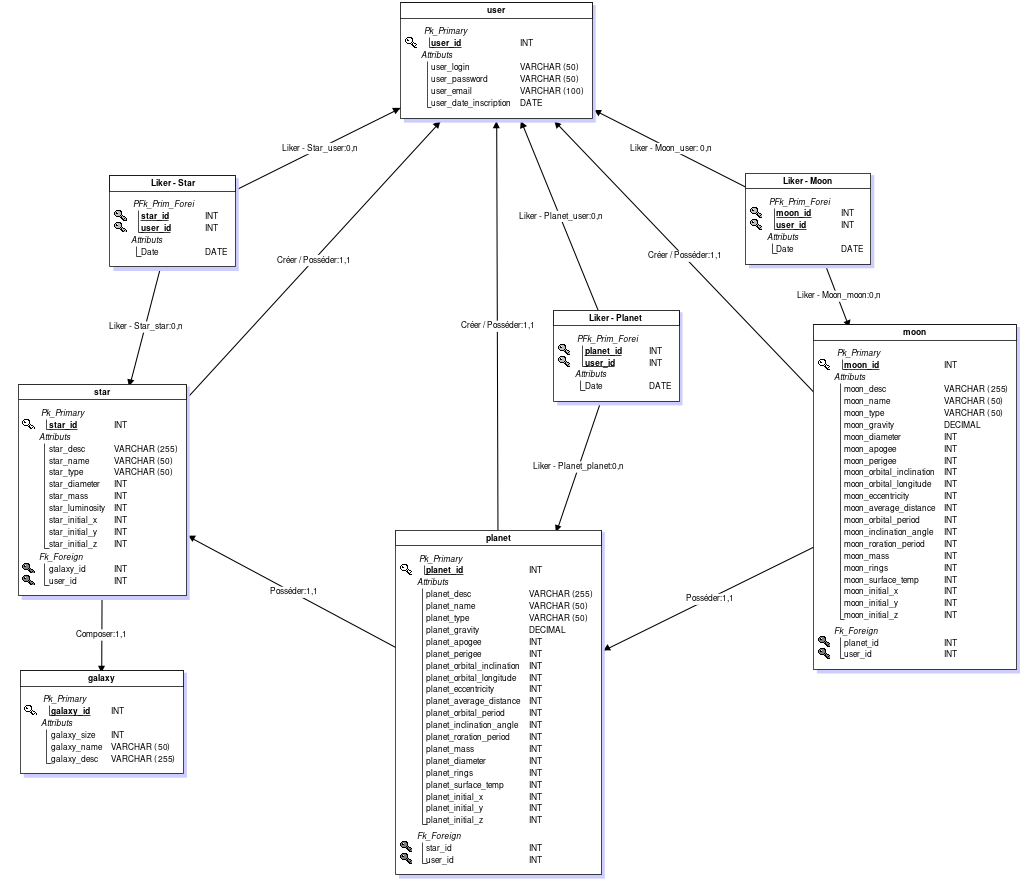 user
Pk_Primary
user_id INT
Attributs
user_login VARCHAR (50)
user_password VARCHAR (50)
user_email VARCHAR (100)
user_date_inscription DATE
Liker - Star_user:0,n
Liker - Moon_user: 0,n
Liker - Star
PFk_Prim_Forei
star_id INT
user_id INT
Attributs
Date DATE
Liker - Moon
PFk_Prim_Forei
moon_id INT
user_id INT
Attributs
Date DATE
Liker - Planet_user:0,n
Créer / Posséder:1,1
Créer / Posséder:1,1
Créer / Posséder:1,1
Liker - Star_star:0,n
Liker - Moon_moon:0,n
Liker - Planet
PFk_Prim_Forei
planet_id INT
user_id INT
Attributs
Date DATE
Liker - Planet_planet:0,n
star
Pk_Primary
star_id INT
Attributs
star_desc VARCHAR (255)
star_name VARCHAR (50)
star_type VARCHAR (50)
star_diameter INT
star_mass INT
star_luminosity INT
star_initial_x INT
star_initial_y INT
star_initial_z INT
Fk_Foreign
galaxy_id INT
user_id INT
moon
Pk_Primary
moon_id INT
Attributs
moon_desc VARCHAR (255)
moon_name VARCHAR (50)
moon_type VARCHAR (50)
moon_gravity DECIMAL
moon_diameter INT
moon_apogee INT
moon_perigee INT
moon_orbital_inclination INT
moon_orbital_longitude INT
moon_eccentricity INT
moon_average_distance INT
moon_orbital_period INT
moon_inclination_angle INT
moon_roration_period INT
moon_mass INT
moon_rings INT
moon_surface_temp INT
moon_initial_x INT
moon_initial_y INT
moon_initial_z INT
Fk_Foreign
planet_id INT
user_id INT
Posséder:1,1
Posséder:1,1
Composer:1,1
planet
Pk_Primary
planet_id INT
Attributs
planet_desc VARCHAR (255)
planet_name VARCHAR (50)
planet_type VARCHAR (50)
planet_gravity DECIMAL
planet_apogee INT
planet_perigee INT
planet_orbital_inclination INT
planet_orbital_longitude INT
planet_eccentricity INT
planet_average_distance INT
planet_orbital_period INT
planet_inclination_angle INT
planet_roration_period INT
planet_mass INT
planet_diameter INT
planet_rings INT
planet_surface_temp INT
planet_initial_x INT
planet_initial_y INT
planet_initial_z INT
Fk_Foreign
star_id INT
user_id INT
galaxy
Pk_Primary
galaxy_id INT
Attributs
galaxy_size INT
galaxy_name VARCHAR (50)
galaxy_desc VARCHAR (255)